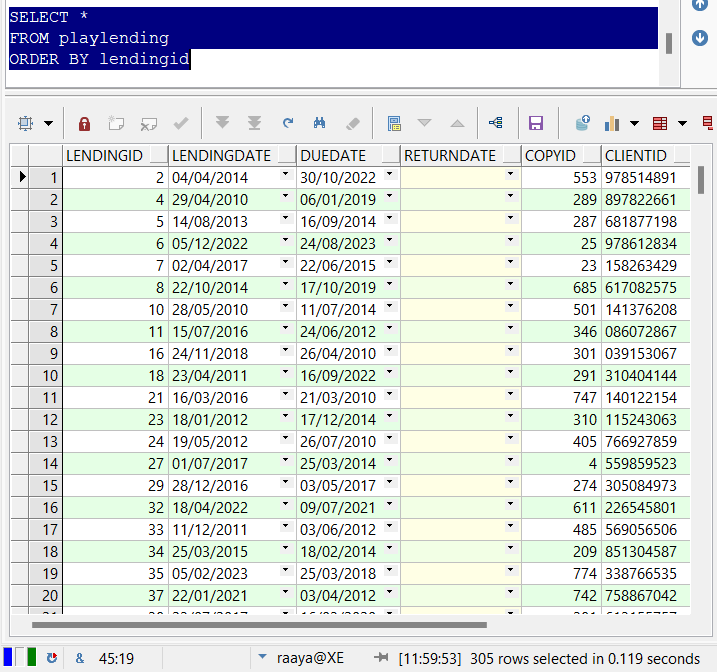 SELECT *
FROM playlending
ORDER BY lendingid
LENDINGID LENDINGDATE DUEDATE RETURNDATE COPYID CLIENTID
1 2 04/04/2014 30/10/2022 553 978514891
2 4 29/04/2010 06/01/2019 289 897822661
3 5 14/08/2013 16/09/2014 287 681877198
4 6 05/12/2022 24/08/2023 25 978612834
5 7 02/04/2017 22/06/2015 23 158263429
6 8 22/10/2014 17/10/2019 685 617082575
7 10 28/05/2010 11/07/2014 501 141376208
8 11 15/07/2016 24/06/2012 346 086072867
9 16 24/11/2018 26/04/2010 301 039153067
10 18 23/04/2011 16/09/2022 291 310404144
11 21 16/03/2016 21/03/2010 747 140122154
12 23 18/01/2012 17/12/2014 310 115243063
13 24 19/05/2012 26/07/2010 405 766927859
14 27 01/07/2017 25/03/2014 4 559859523
15 29 28/12/2016 03/05/2017 274 305084973
16 32 18/04/2022 09/07/2021 611 226545801
17 33 11/12/2011 03/06/2012 485 569056506
18 34 25/03/2015 18/02/2014 209 851304587
19 35 05/02/2023 25/03/2018 774 338766535
20 37 22/01/2021 03/04/2012 742 758867042
& 45:19 raaya@XE [11:59:53] 305 rows selected in 0.119 seconds